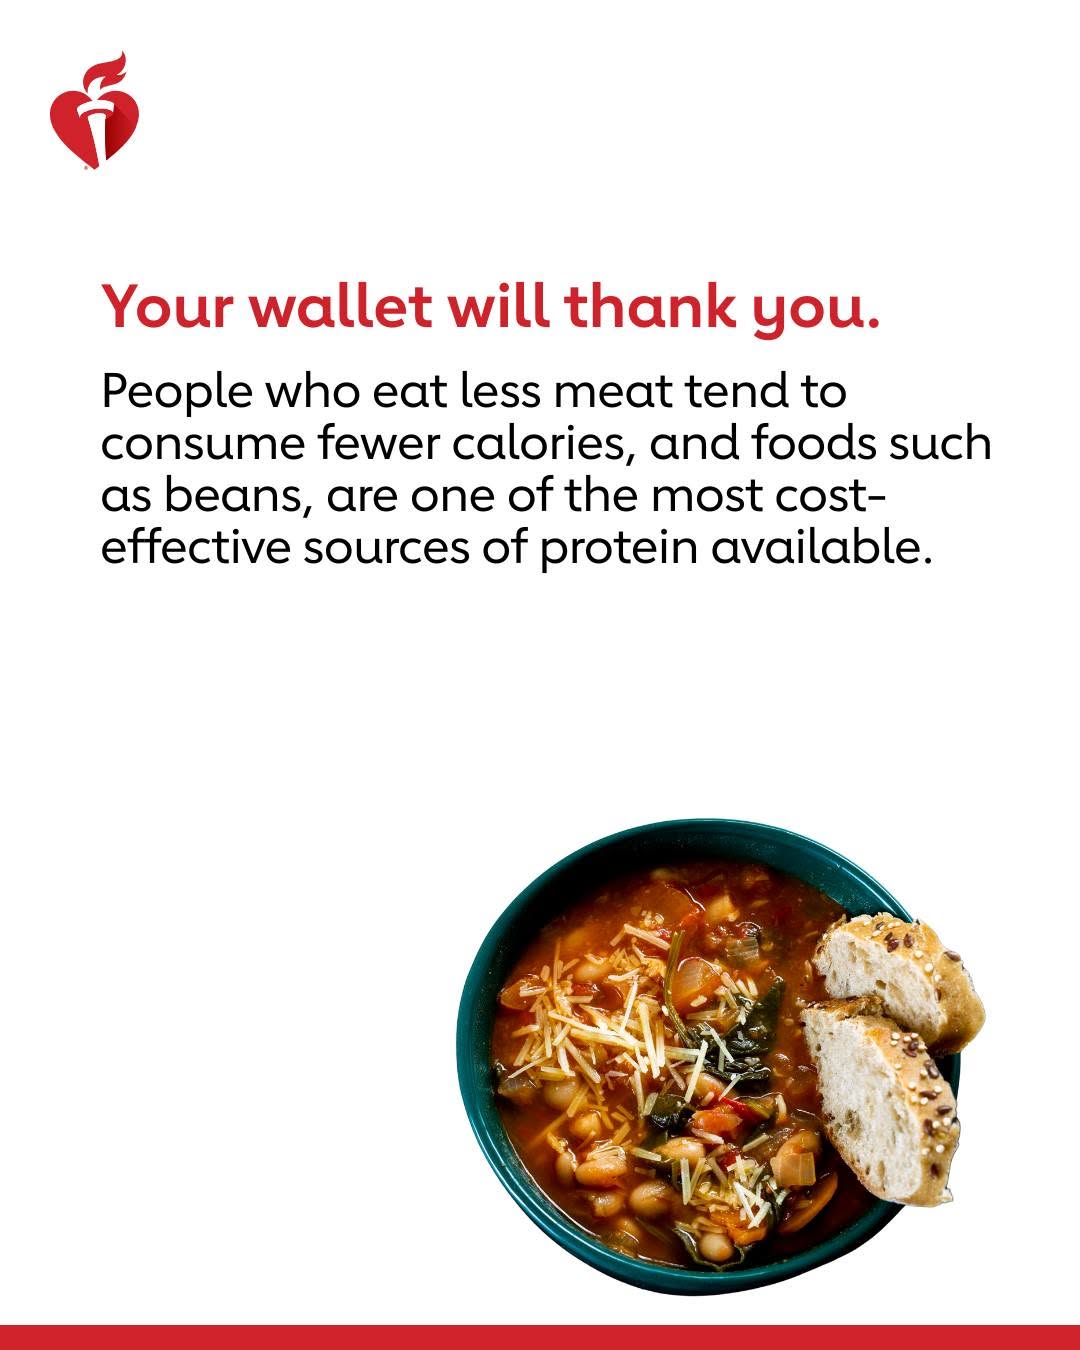 Your wallet will thank you.
People who eat less meat tend to
consume fewer calories, and foods such
as beans, are one of the most cost-
effective sources of protein available.